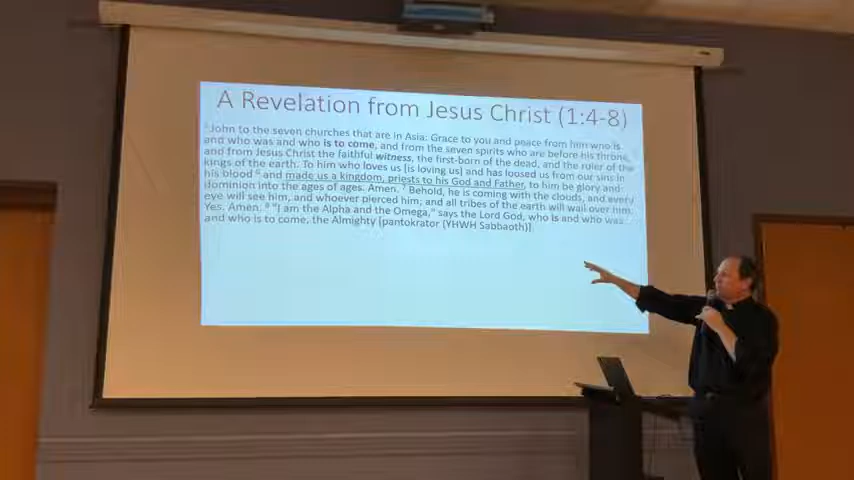 A Revelation from Jesus Christ (1:4-8)
⁴John to the seven churches that are in Asia: Grace to you and peace from him who is
and who was and who is to come, and from the seven spirits who are before his throne,
and from Jesus Christ the faithful witness, the first-born of the dead, and the ruler of the
kings of the earth. To him who loves us [is loving us] and has loosed us from our sins in
his blood ⁶ and made us a kingdom, priests to his God and Father, to him be glory and
dominion into the ages of ages. Amen. ⁷ Behold, he is coming with the clouds, and every
eye will see him, and whoever pierced him, and all tribes of the earth will wail over him.
Yes. Amen. ⁸ "I am the Alpha and the Omega," says the Lord God, who is and who was
and who is to come, the Almighty [pantokrator (YHWH Sabbaoth)]